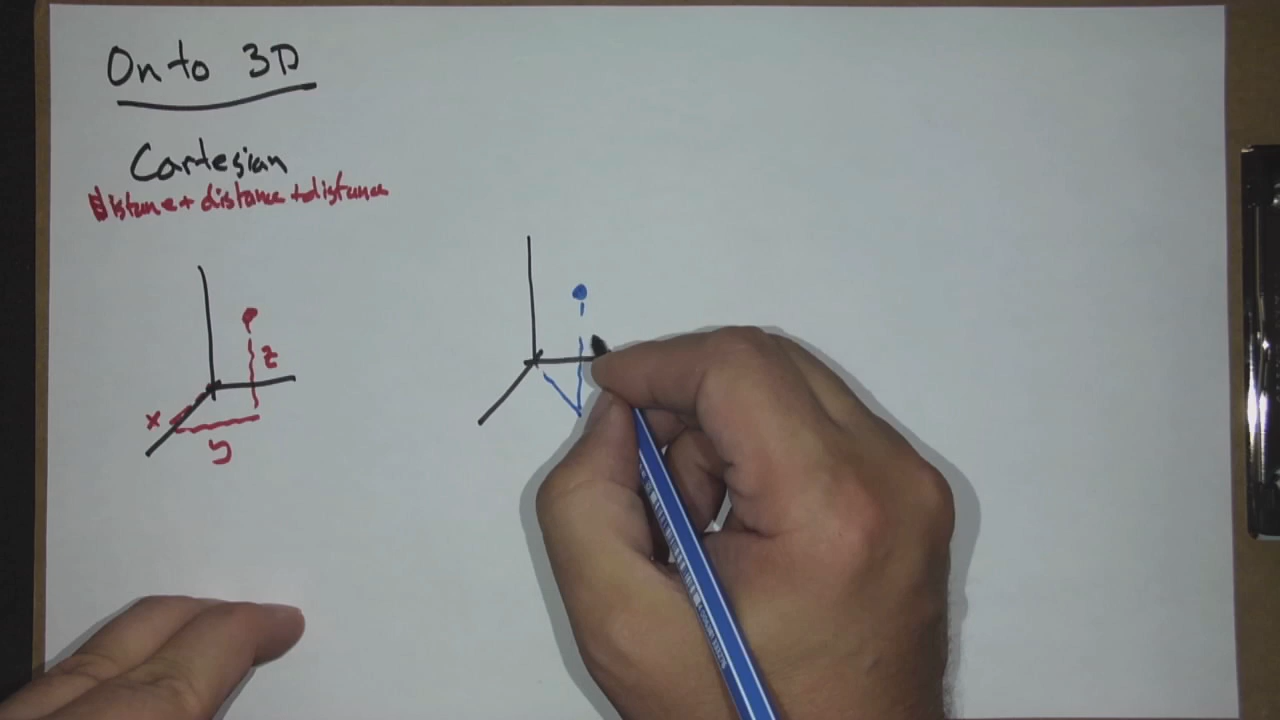 Onto 3D
Cartesian
distance + distance + distance
z
x
y